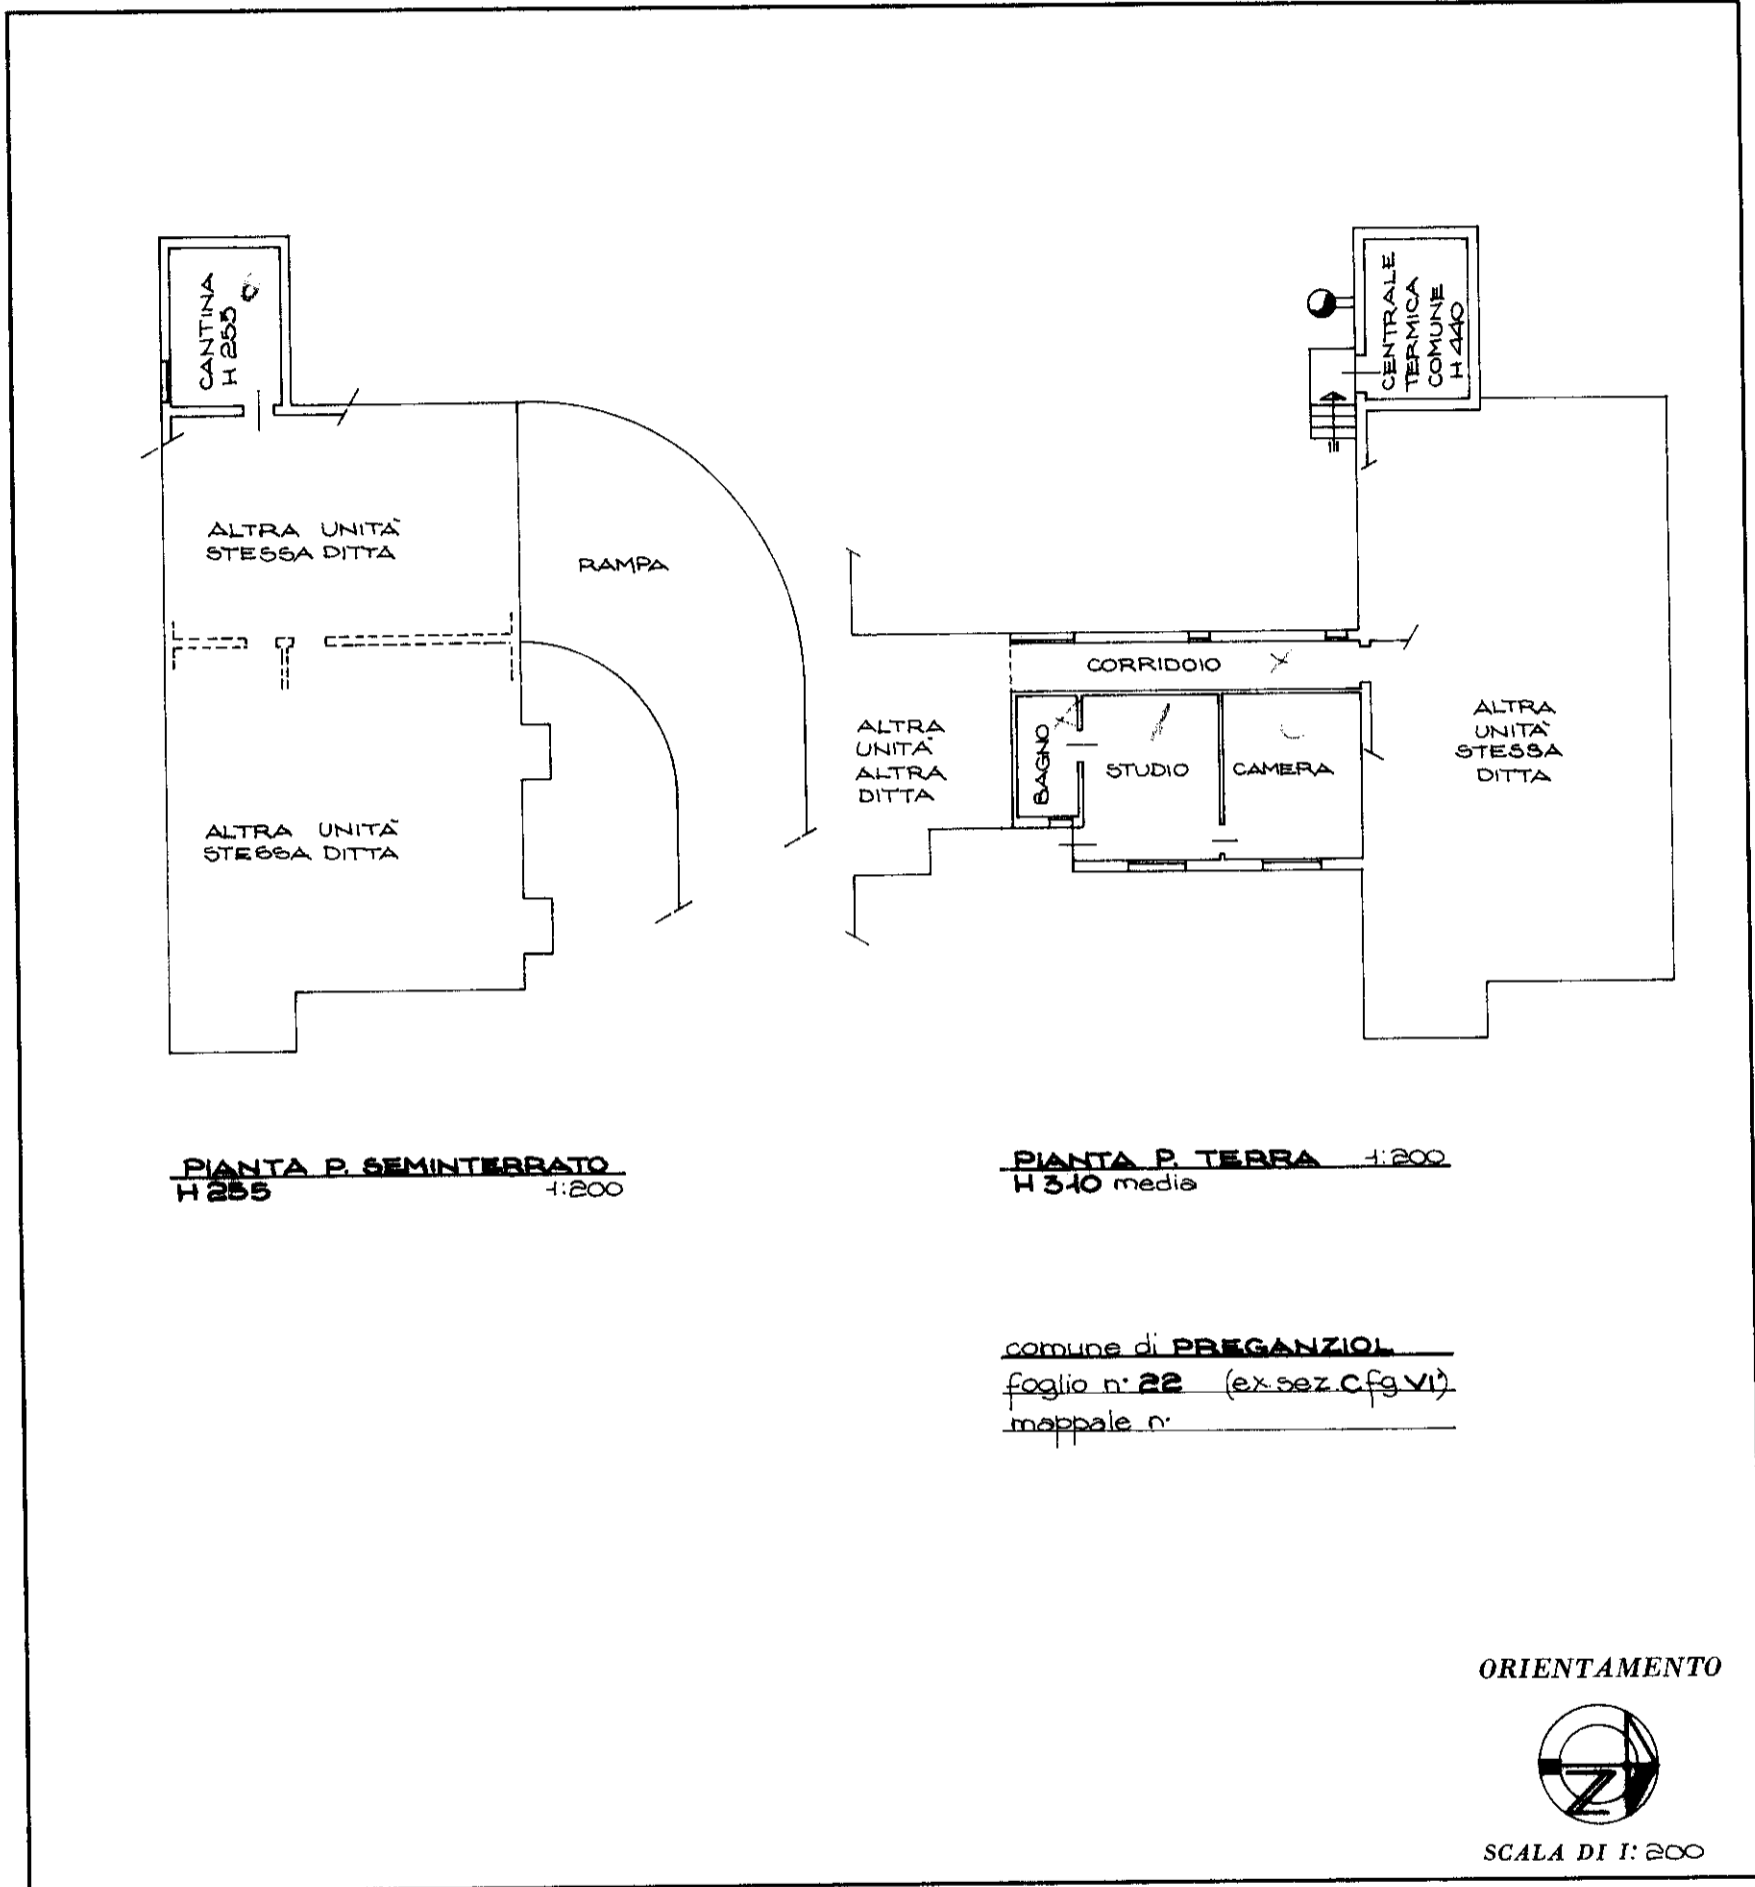 CANTINA
H 255
ALTRA UNITÀ
STESSA DITTA
RAMPA
ALTRA UNITÀ
STESSA DITTA
CENTRALE
TERMICA
COMUNE
H 440
CORRIDOIO
BAGNO
STUDIO
CAMERA
ALTRA
UNITÀ
ALTRA
DITTA
ALTRA
UNITÀ
STESSA
DITTA
PIANTA P. SEMINTERRATO
H 255 1:200
PIANTA P. TERRA 1:200
H 310 media
comune di PREGANZIOL
foglio n. 22 (ex sez. C fg VI)
mappale n.
ORIENTAMENTO
N
SCALA DI 1: 200